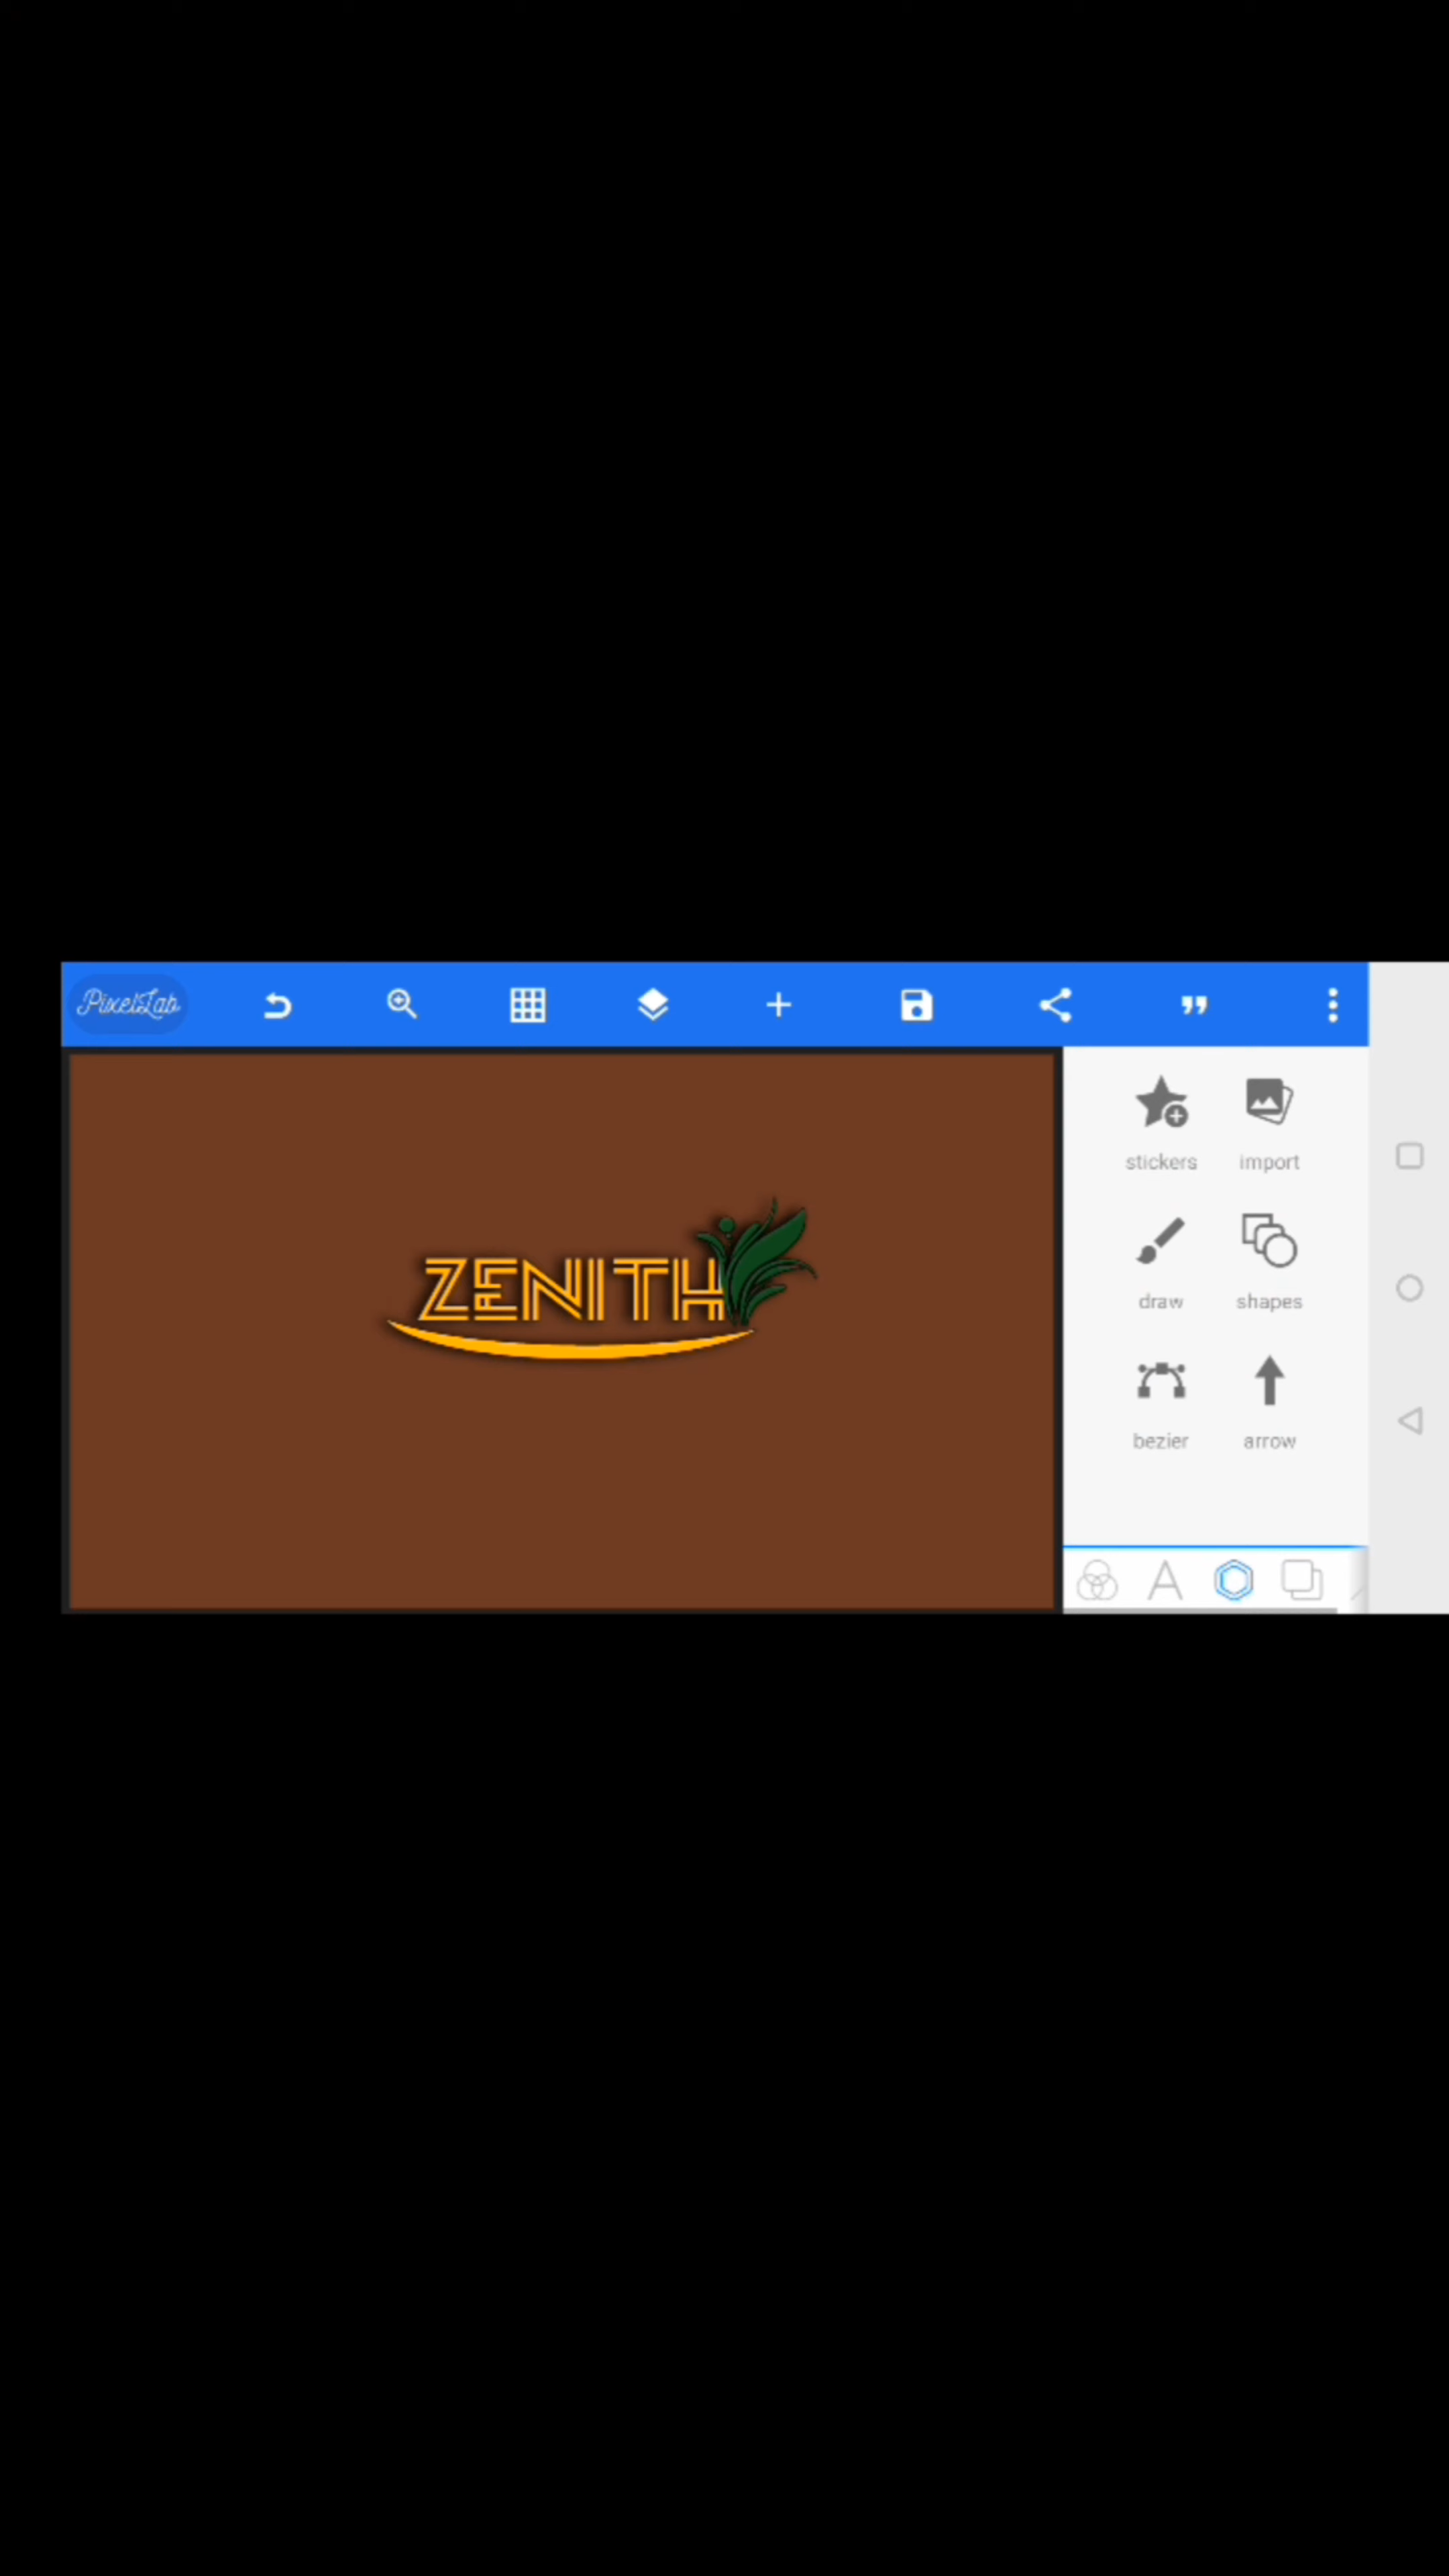 PixelLab
stickers import
ZENITH
draw shapes
bezier arrow